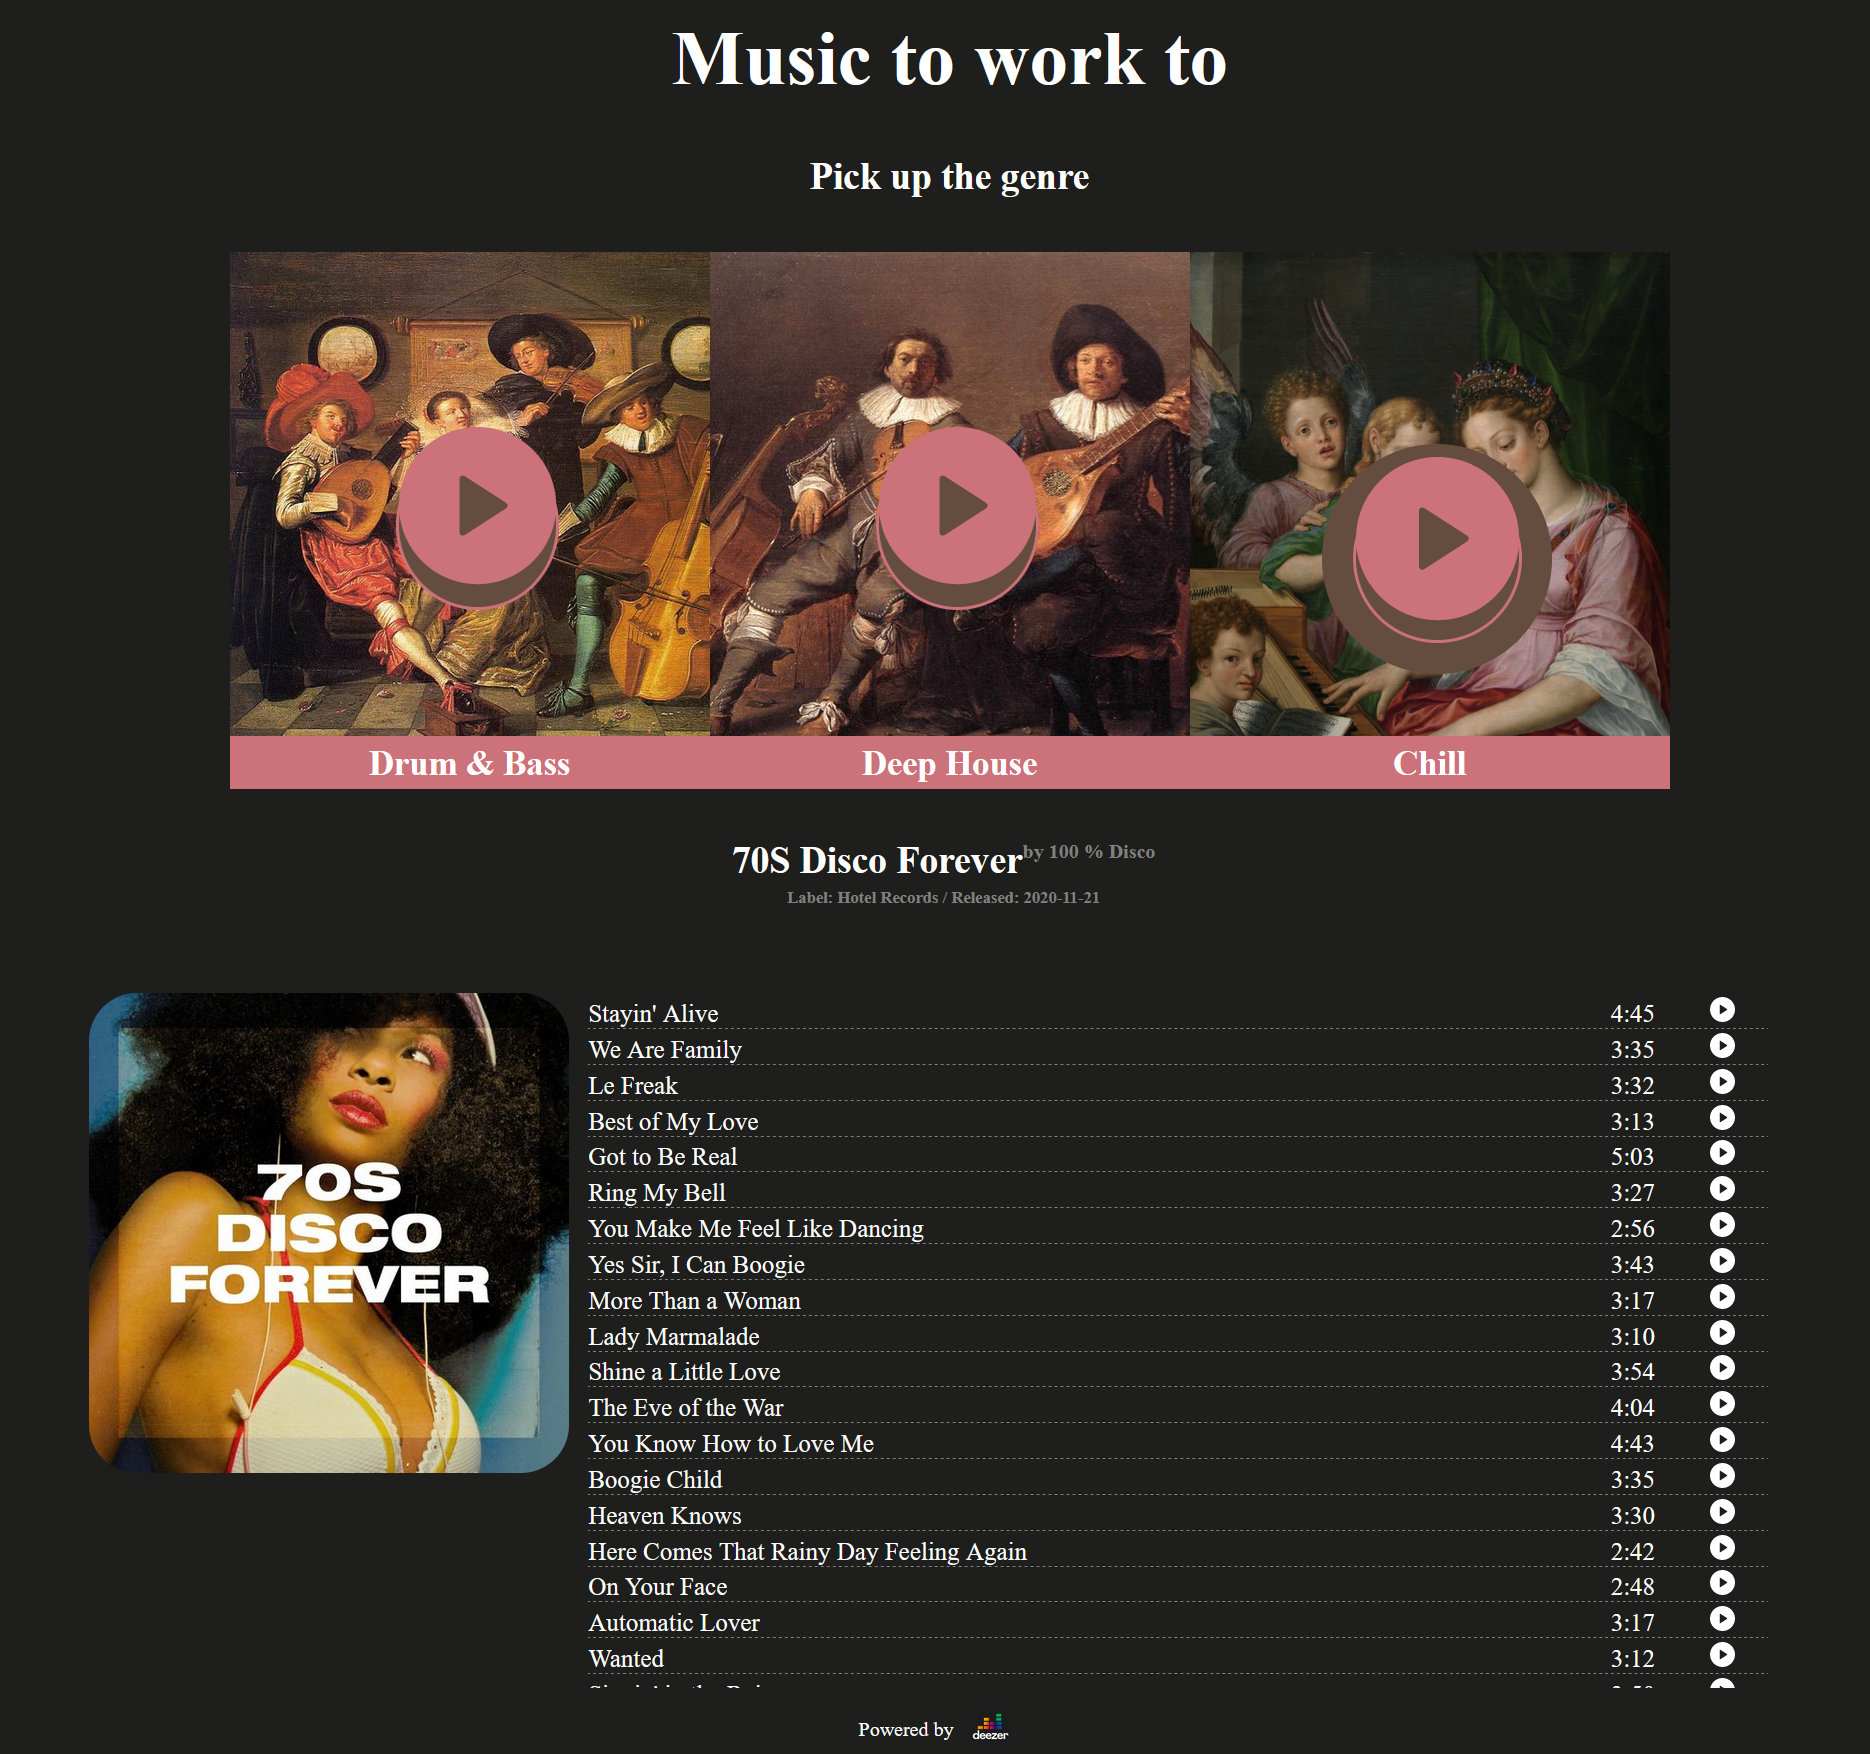 Music to work to
Pick up the genre
Drum & Bass
Deep House
Chill
70S Disco Forever by 100 % Disco
Label: Hotel Records / Released: 2020-11-21
70S
DISCO
FOREVER
Stayin' Alive 4:45
We Are Family 3:35
Le Freak 3:32
Best of My Love 3:13
Got to Be Real 5:03
Ring My Bell 3:27
You Make Me Feel Like Dancing 2:56
Yes Sir, I Can Boogie 3:43
More Than a Woman 3:17
Lady Marmalade 3:10
Shine a Little Love 3:54
The Eve of the War 4:04
You Know How to Love Me 4:43
Boogie Child 3:35
Heaven Knows 3:30
Here Comes That Rainy Day Feeling Again 2:42
On Your Face 2:48
Automatic Lover 3:17
Wanted 3:12
Powered by deezer